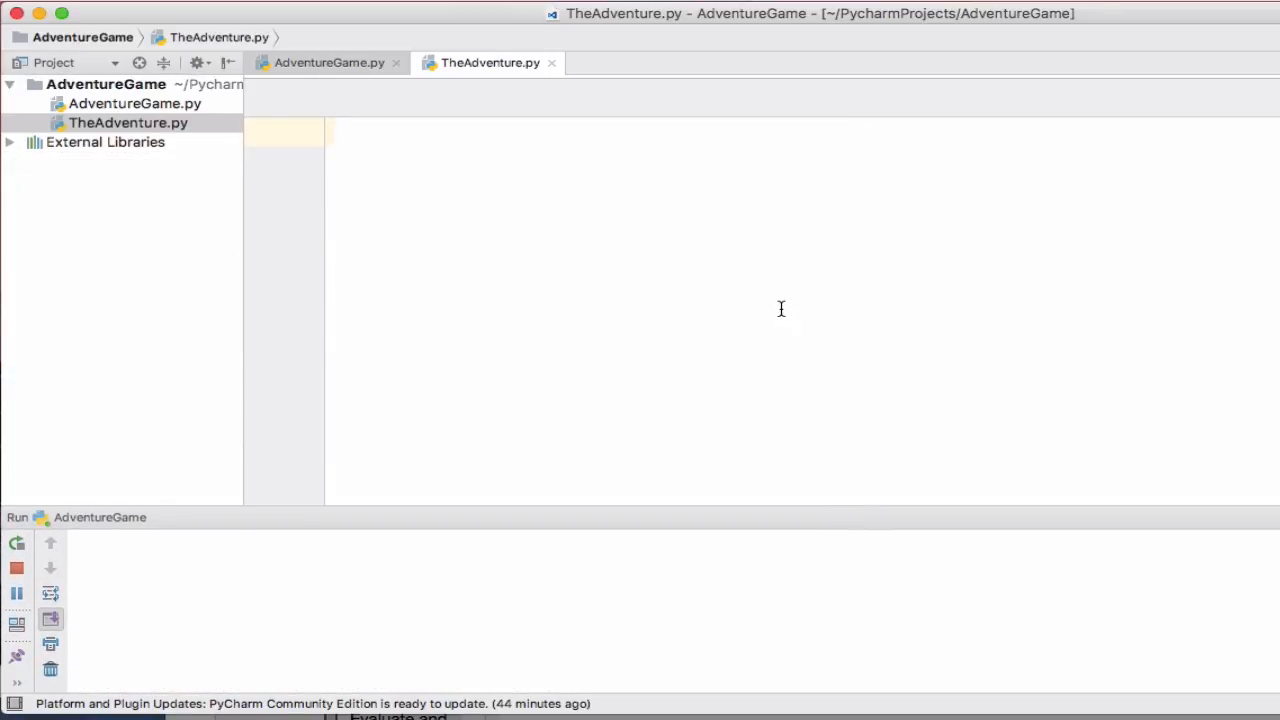 TheAdventure.py - AdventureGame - [~/PycharmProjects/AdventureGame]
AdventureGame TheAdventure.py
Project AdventureGame.py TheAdventure.py
AdventureGame ~/Pycharm
AdventureGame.py
TheAdventure.py
External Libraries
Run AdventureGame
Platform and Plugin Updates: PyCharm Community Edition is ready to update. (44 minutes ago)
Evaluate and